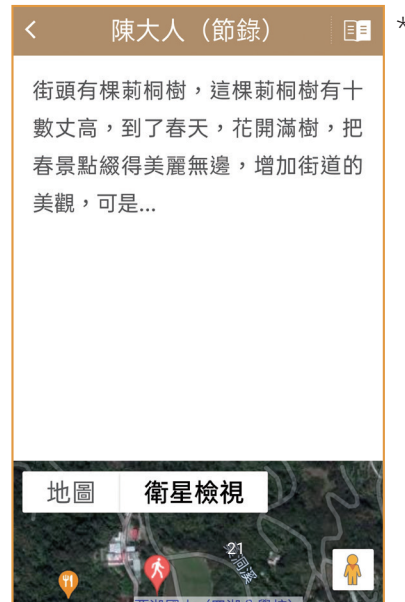 陳大人（節錄）
街頭有棵莿桐樹，這棵莿桐樹有十
數丈高，到了春天，花開滿樹，把
春景點綴得美麗無邊，增加街道的
美觀，可是...
地圖
衛星檢視
21